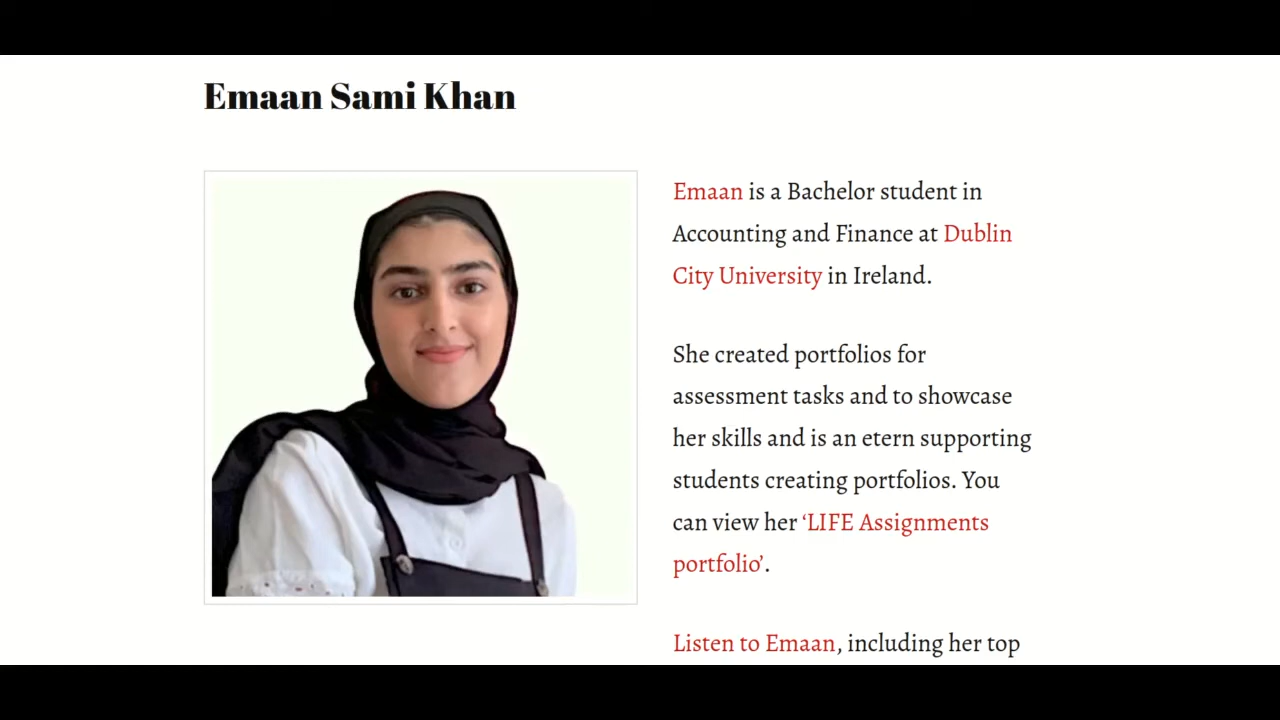 Emaan Sami Khan
Emaan is a Bachelor student in
Accounting and Finance at Dublin
City University in Ireland.
She created portfolios for
assessment tasks and to showcase
her skills and is an etern supporting
students creating portfolios. You
can view her ‘LIFE Assignments
portfolio’.
Listen to Emaan, including her top